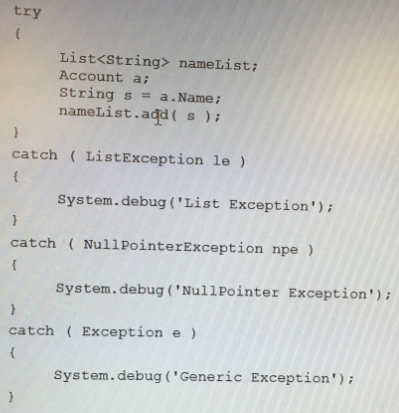 try
{
List<String> nameList;
Account a;
String s = a.Name;
nameList.add( s );
}
catch ( ListException le )
{
System.debug('List Exception');
}
catch ( NullPointerException npe )
{
System.debug('NullPointer Exception');
}
catch ( Exception e )
{
System.debug('Generic Exception');
}